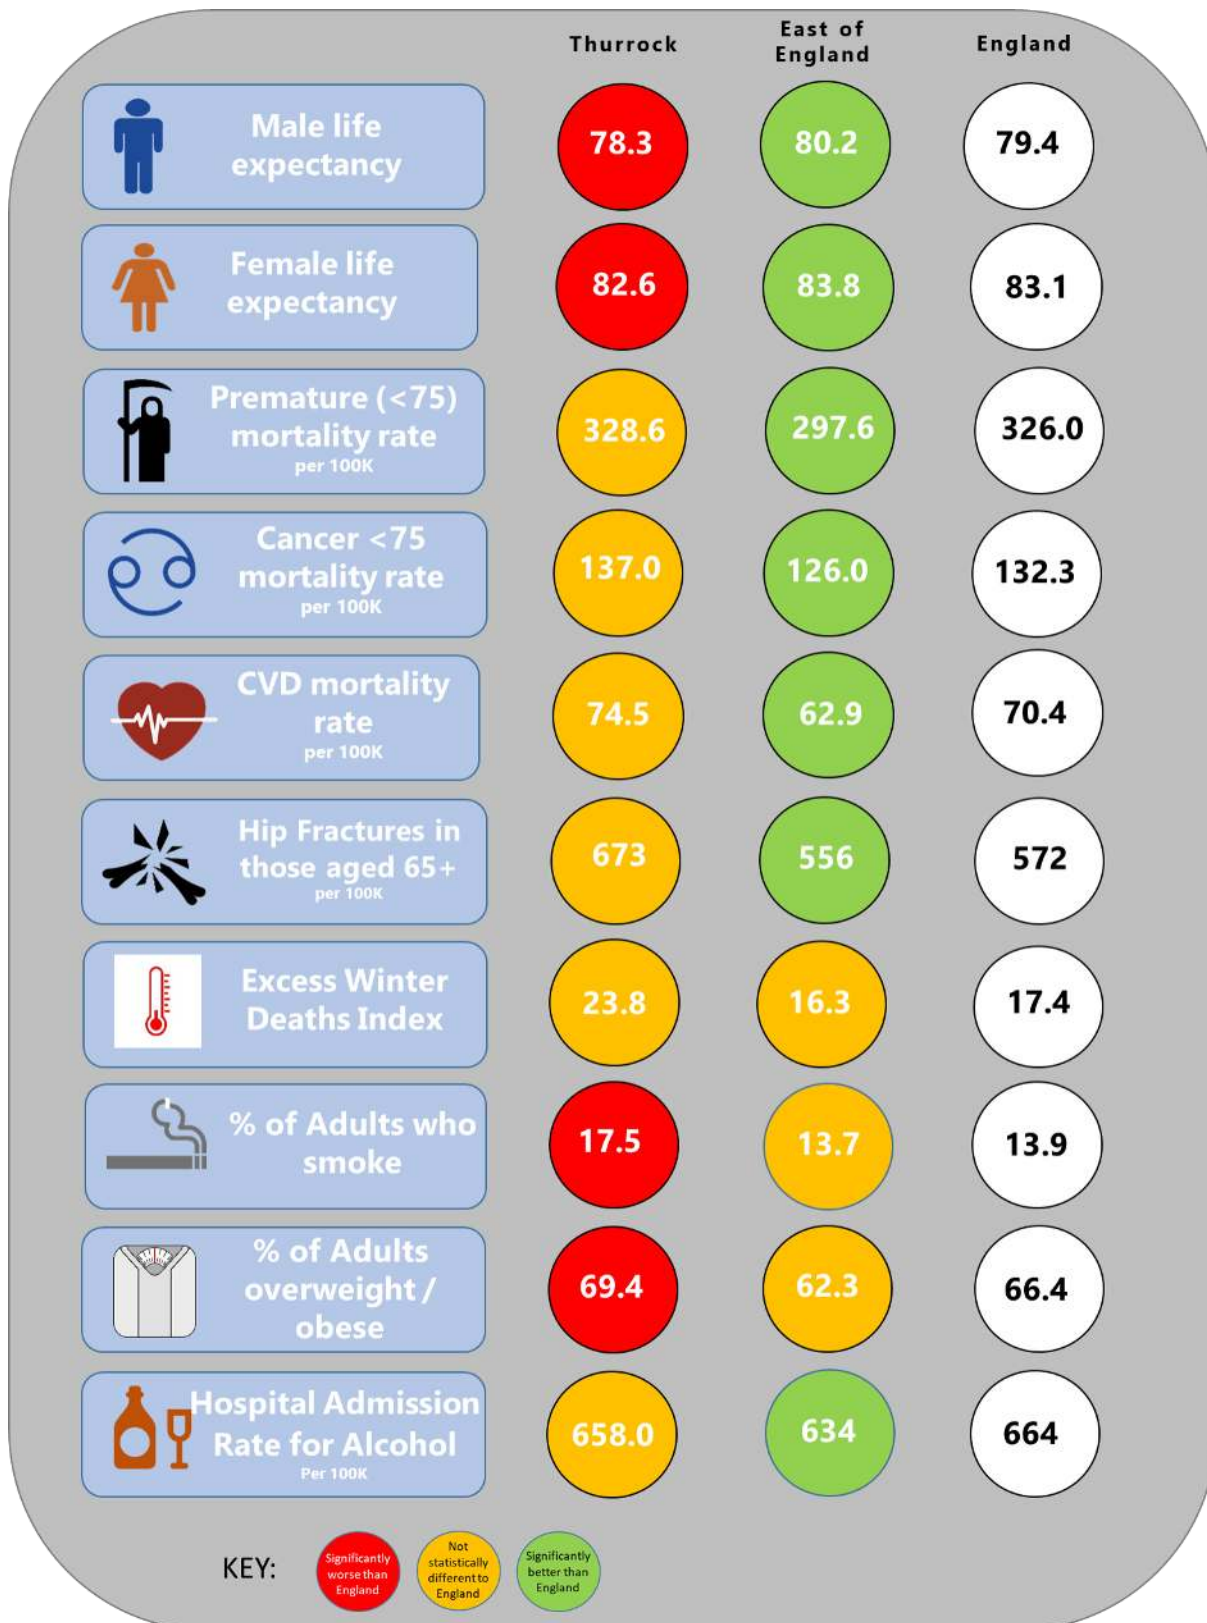 Thurrock
East of
England
England
Male life
expectancy
78.3
80.2
79.4
Female life
expectancy
82.6
83.8
83.1
Premature (<75)
mortality rate
per 100K
328.6
297.6
326.0
Cancer <75
mortality rate
per 100K
137.0
126.0
132.3
CVD mortality
rate
per 100K
74.5
62.9
70.4
Hip Fractures in
those aged 65+
per 100K
673
556
572
Excess Winter
Deaths Index
23.8
16.3
17.4
% of Adults who
smoke
17.5
13.7
13.9
% of Adults
overweight /
obese
69.4
62.3
66.4
Hospital Admission
Rate for Alcohol
Per 100K
658.0
634
664
KEY:
Significantly
worse than
England
Not
statistically
different to
England
Significantly
better than
England